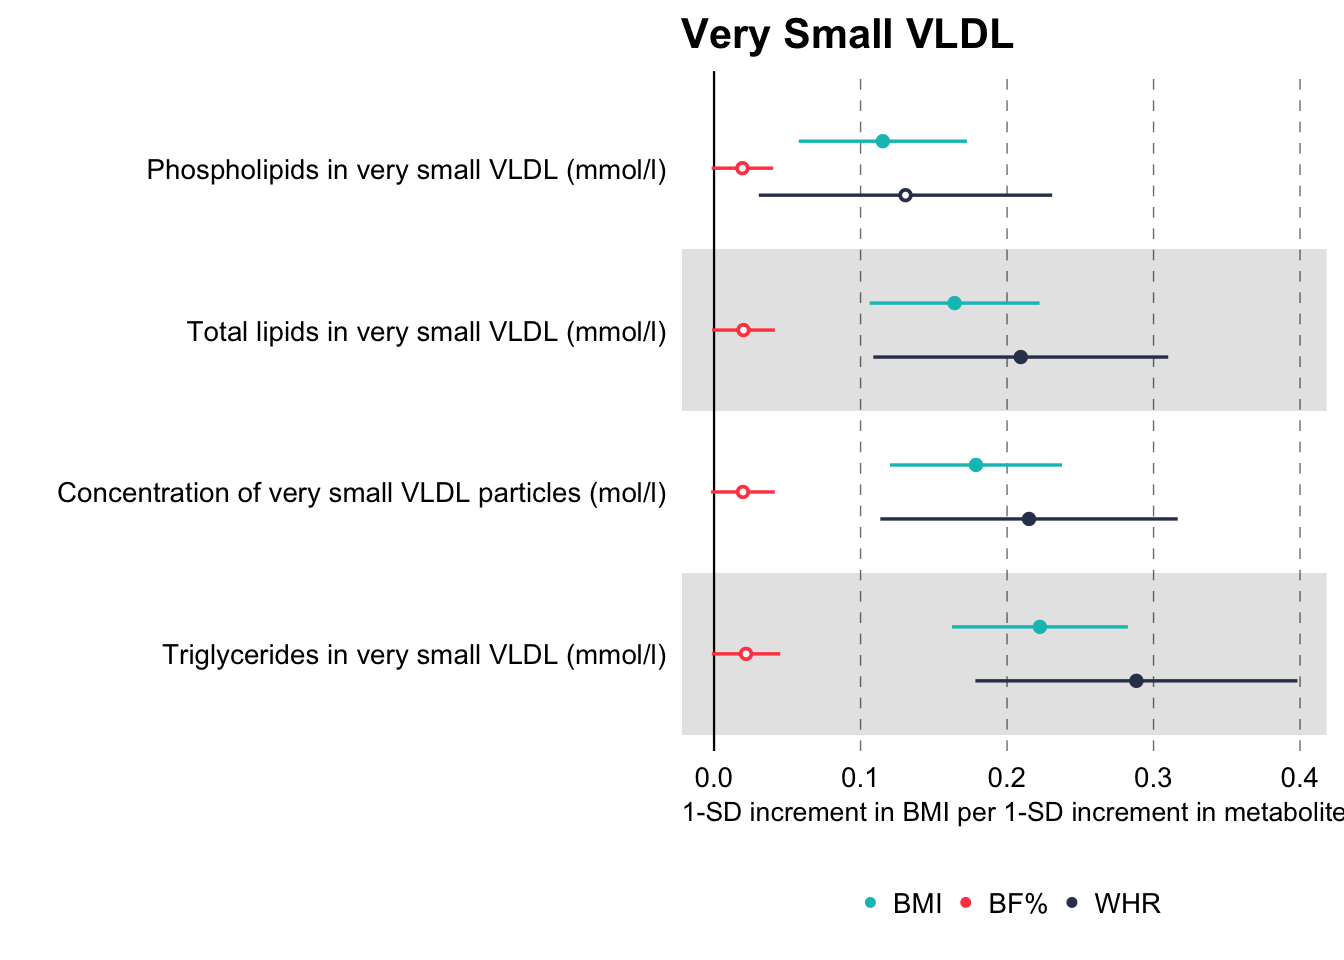 Very Small VLDL
Phospholipids in very small VLDL (mmol/l)
Total lipids in very small VLDL (mmol/l)
Concentration of very small VLDL particles (mol/l)
Triglycerides in very small VLDL (mmol/l)
0.0 0.1 0.2 0.3 0.4
1-SD increment in BMI per 1-SD increment in metabolite
BMI BF% WHR